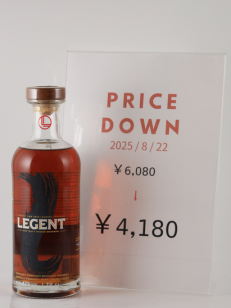 LEGENT
PRICE
DOWN
2025/8/22
¥6,080
↓
¥4,180